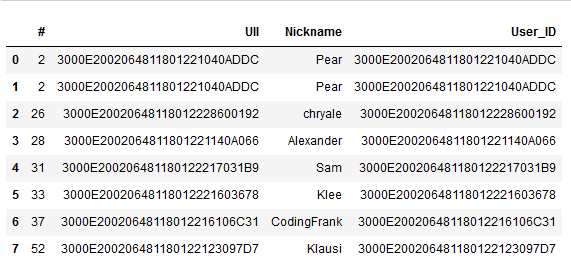 # UII Nickname User_ID
0 2 3000E2002064811801221040ADDC Pear 3000E2002064811801221040ADDC
1 2 3000E2002064811801221040ADDC Pear 3000E2002064811801221040ADDC
2 26 3000E20020648118012228600192 chryale 3000E20020648118012228600192
3 28 3000E2002064811801221140A066 Alexander 3000E2002064811801221140A066
4 31 3000E200206481180122217031B9 Sam 3000E200206481180122217031B9
5 33 3000E20020648118012221603678 Klee 3000E20020648118012221603678
6 37 3000E20020648118012216106C31 CodingFrank 3000E20020648118012216106C31
7 52 3000E200206481180122123097D7 Klausi 3000E200206481180122123097D7